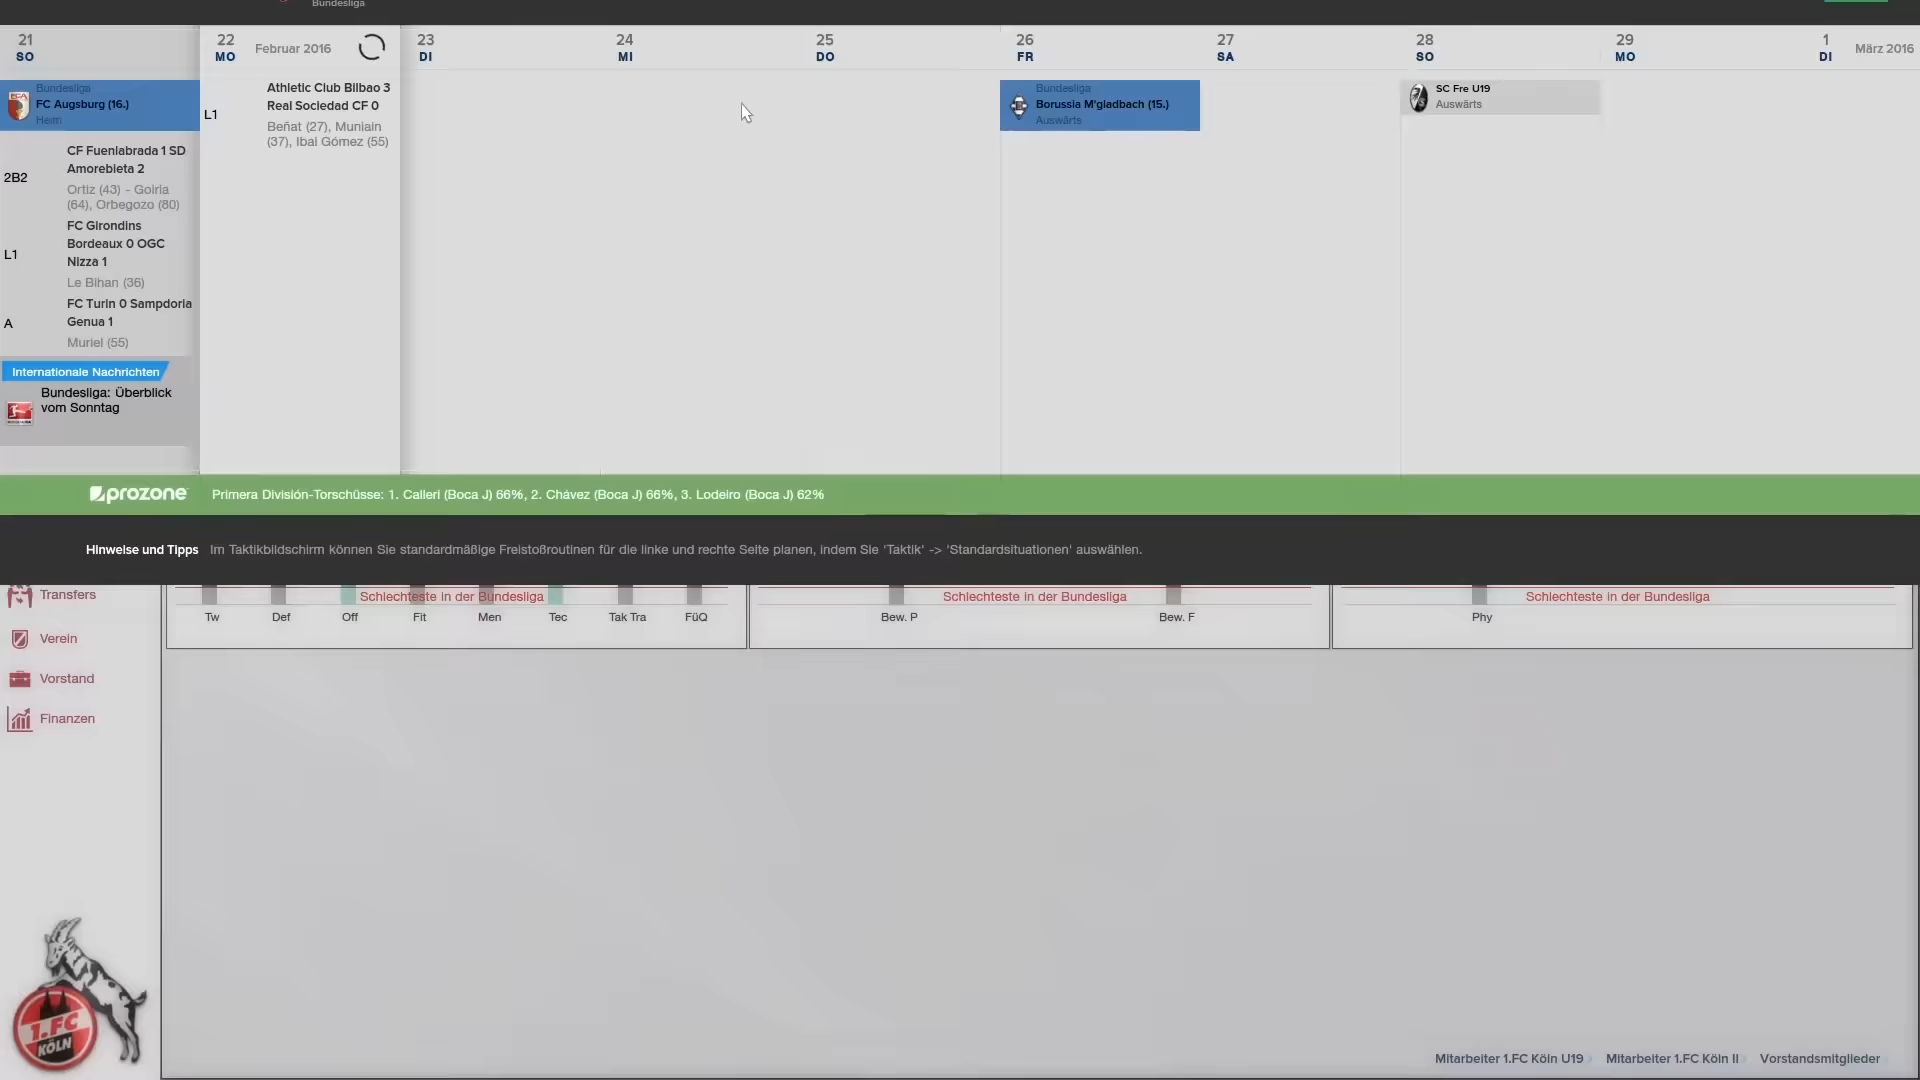 Bundesliga
21
SO
22
MO
Februar 2016
23
DI
24
MI
25
DO
26
FR
27
SA
28
SO
29
MO
1
DI
März 2016
Bundesliga
FC Augsburg (16.)
Heim
2B2
CF Fuenlabrada 1 SD
Amorebieta 2
Ortiz (43) - Goiria
(64), Orbegozo (80)
L1
FC Girondins
Bordeaux 0 OGC
Nizza 1
Le Bihan (36)
A
FC Turin 0 Sampdoria
Genua 1
Muriel (55)
Internationale Nachrichten
Bundesliga: Überblick
vom Sonntag
L1
Athletic Club Bilbao 3
Real Sociedad CF 0
Beñat (27), Muniain
(37), Ibai Gómez (55)
Bundesliga
Borussia M'gladbach (15.)
Auswärts
SC Fre U19
Auswärts
prozone
Primera División-Torschüsse: 1. Calleri (Boca J) 66%, 2. Chávez (Boca J) 66%, 3. Lodeiro (Boca J) 62%
Hinweise und Tipps
Im Taktikbildschirm können Sie standardmäßige Freistoßroutinen für die linke und rechte Seite planen, indem Sie 'Taktik' -> 'Standardsituationen' auswählen.
Transfers
Verein
Vorstand
Finanzen
Schlechteste in der Bundesliga
Tw Def Off Fit Men Tec Tak Tra FüQ
Schlechteste in der Bundesliga
Bew. P Bew. F
Schlechteste in der Bundesliga
Phy
1.FC
KÖLN
Mitarbeiter 1.FC Köln U19
Mitarbeiter 1.FC Köln II
Vorstandsmitglieder